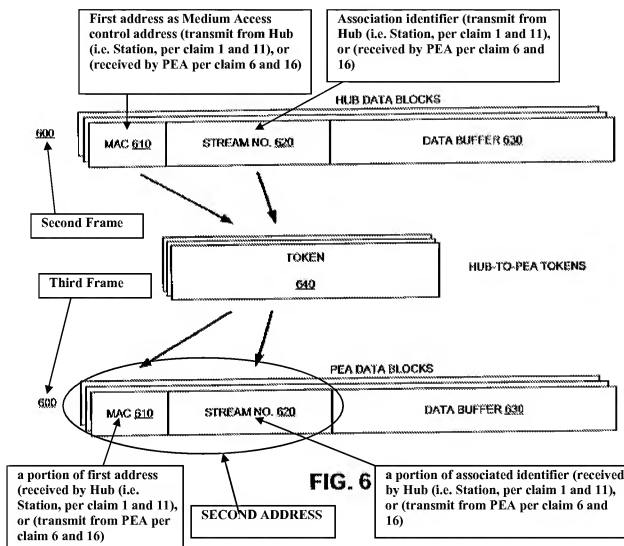 First address as Medium Access
control address (transmit from Hub
(i.e. Station, per claim 1 and 11), or
(received by PEA per claim 6 and 16)
Association identifier (transmit from
Hub (i.e. Station, per claim 1 and 11),
or (received by PEA per claim 6 and
16)
HUB DATA BLOCKS
600
MAC 610
STREAM NO. 620
DATA BUFFER 630
Second Frame
TOKEN
640
HUB-TO-PEA TOKENS
Third Frame
PEA DATA BLOCKS
600
MAC 610
STREAM NO. 620
DATA BUFFER 630
a portion of first address
(received by Hub (i.e.
Station, per claim 1 and 11),
or (transmit from PEA per
claim 6 and 16)
FIG. 6
SECOND ADDRESS
a portion of associated identifier (received
by Hub (i.e. Station, per claim 1 and 11),
or (transmit from PEA per claim 6 and
16)